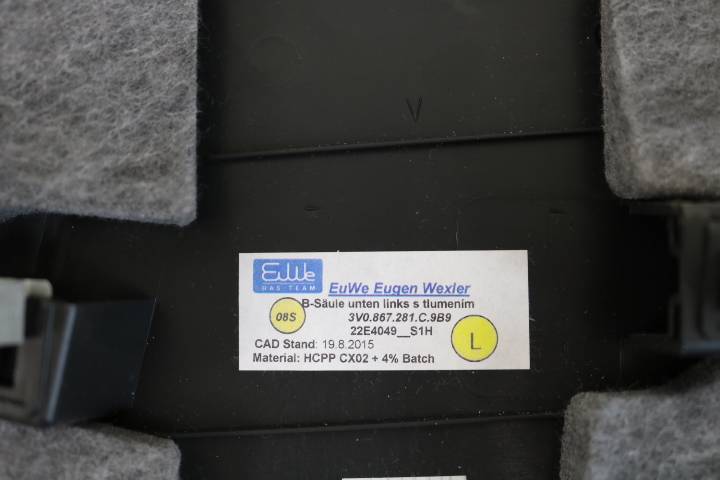 V
EuWe
DAS TEAM
EuWe Eugen Wexler
B-Säule unten links s tlumenim
08S
3V0.867.281.C.9B9
22E4049__S1H
L
CAD Stand: 19.8.2015
Material: HCPP CX02 + 4% Batch